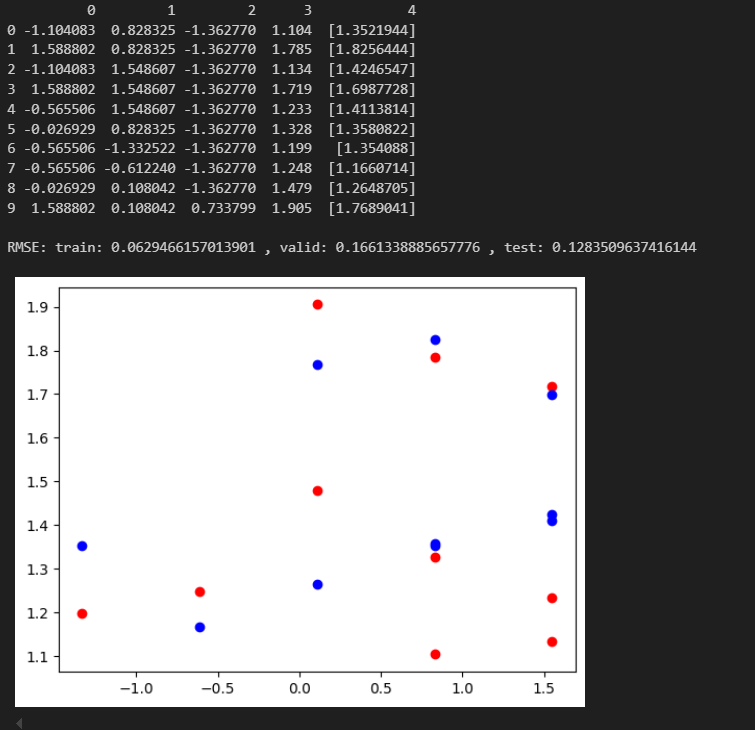 0 1 2 3 4
0 -1.104083 0.828325 -1.362770 1.104 [1.3521944]
1 1.588802 0.828325 -1.362770 1.785 [1.8256444]
2 -1.104083 1.548607 -1.362770 1.134 [1.4246547]
3 1.588802 1.548607 -1.362770 1.719 [1.6987728]
4 -0.565506 1.548607 -1.362770 1.233 [1.4113814]
5 -0.026929 0.828325 -1.362770 1.328 [1.3580822]
6 -0.565506 -1.332522 -1.362770 1.199 [1.354088]
7 -0.565506 -0.612240 -1.362770 1.248 [1.1660714]
8 -0.026929 0.108042 -1.362770 1.479 [1.2648705]
9 1.588802 0.108042 0.733799 1.905 [1.7689041]
RMSE: train: 0.0629466157013901 , valid: 0.1661338885657776 , test: 0.1283509637416144
1.9
1.8
1.7
1.6
1.5
1.4
1.3
1.2
1.1
−1.0 −0.5 0.0 0.5 1.0 1.5